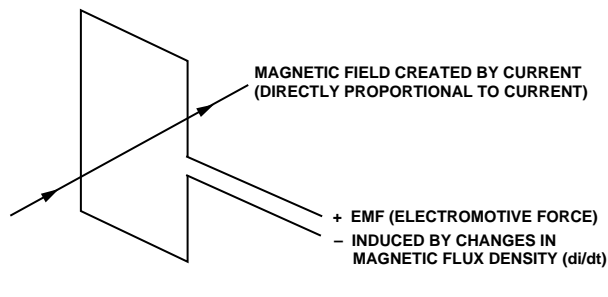 MAGNETIC FIELD CREATED BY CURRENT
(DIRECTLY PROPORTIONAL TO CURRENT)
+ EMF (ELECTROMOTIVE FORCE)
– INDUCED BY CHANGES IN
MAGNETIC FLUX DENSITY (di/dt)